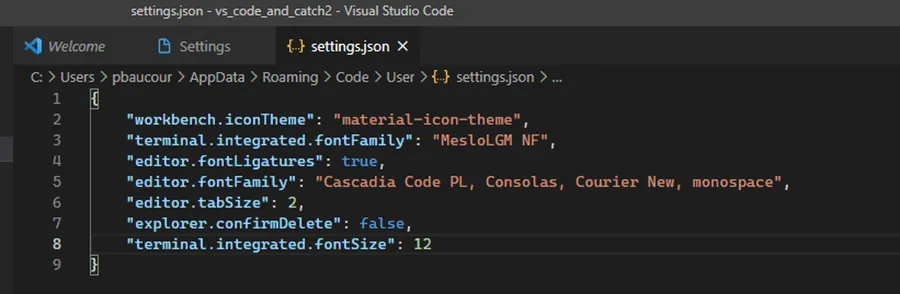 settings.json - vs_code_and_catch2 - Visual Studio Code
Welcome Settings {..} settings.json ×
C: > Users > pbaucour > AppData > Roaming > Code > User > {..} settings.json > ...
1 {
2 "workbench.iconTheme": "material-icon-theme",
3 "terminal.integrated.fontFamily": "MesloLGM NF",
4 "editor.fontLigatures": true,
5 "editor.fontFamily": "Cascadia Code PL, Consolas, Courier New, monospace",
6 "editor.tabSize": 2,
7 "explorer.confirmDelete": false,
8 "terminal.integrated.fontSize": 12
9 }